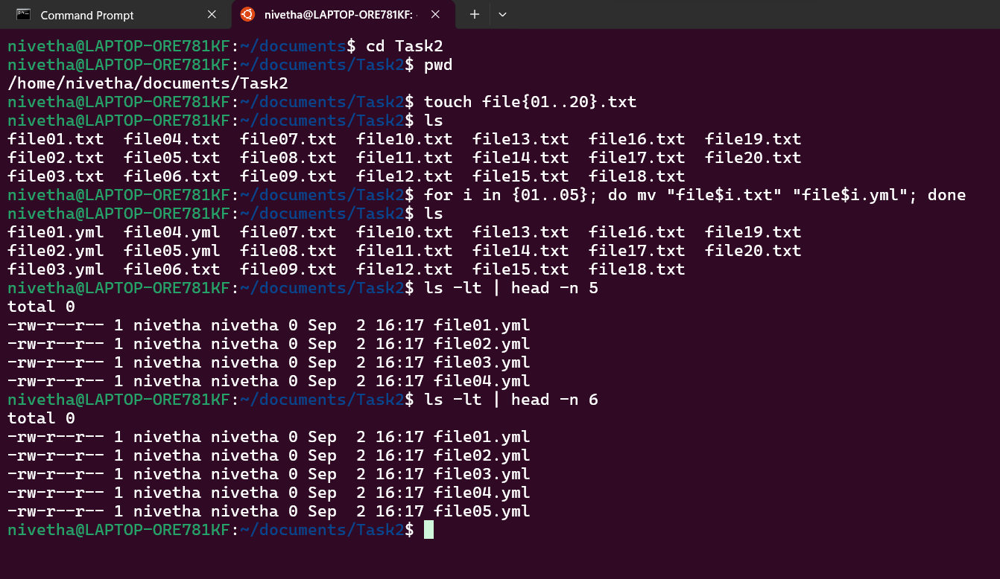 Command Prompt
nivetha@LAPTOP-ORE781KF: ·
nivetha@LAPTOP-ORE781KF:~/documents$ cd Task2
nivetha@LAPTOP-ORE781KF:~/documents/Task2$ pwd
/home/nivetha/documents/Task2
nivetha@LAPTOP-ORE781KF:~/documents/Task2$ touch file{01..20}.txt
nivetha@LAPTOP-ORE781KF:~/documents/Task2$ ls
file01.txt  file04.txt  file07.txt  file10.txt  file13.txt  file16.txt  file19.txt
file02.txt  file05.txt  file08.txt  file11.txt  file14.txt  file17.txt  file20.txt
file03.txt  file06.txt  file09.txt  file12.txt  file15.txt  file18.txt
nivetha@LAPTOP-ORE781KF:~/documents/Task2$ for i in {01..05}; do mv "file$i.txt" "file$i.yml"; done
nivetha@LAPTOP-ORE781KF:~/documents/Task2$ ls
file01.yml  file04.yml  file07.txt  file10.txt  file13.txt  file16.txt  file19.txt
file02.yml  file05.yml  file08.txt  file11.txt  file14.txt  file17.txt  file20.txt
file03.yml  file06.txt  file09.txt  file12.txt  file15.txt  file18.txt
nivetha@LAPTOP-ORE781KF:~/documents/Task2$ ls -lt | head -n 5
total 0
-rw-r--r-- 1 nivetha nivetha 0 Sep  2 16:17 file01.yml
-rw-r--r-- 1 nivetha nivetha 0 Sep  2 16:17 file02.yml
-rw-r--r-- 1 nivetha nivetha 0 Sep  2 16:17 file03.yml
-rw-r--r-- 1 nivetha nivetha 0 Sep  2 16:17 file04.yml
nivetha@LAPTOP-ORE781KF:~/documents/Task2$ ls -lt | head -n 6
total 0
-rw-r--r-- 1 nivetha nivetha 0 Sep  2 16:17 file01.yml
-rw-r--r-- 1 nivetha nivetha 0 Sep  2 16:17 file02.yml
-rw-r--r-- 1 nivetha nivetha 0 Sep  2 16:17 file03.yml
-rw-r--r-- 1 nivetha nivetha 0 Sep  2 16:17 file04.yml
-rw-r--r-- 1 nivetha nivetha 0 Sep  2 16:17 file05.yml
nivetha@LAPTOP-ORE781KF:~/documents/Task2$